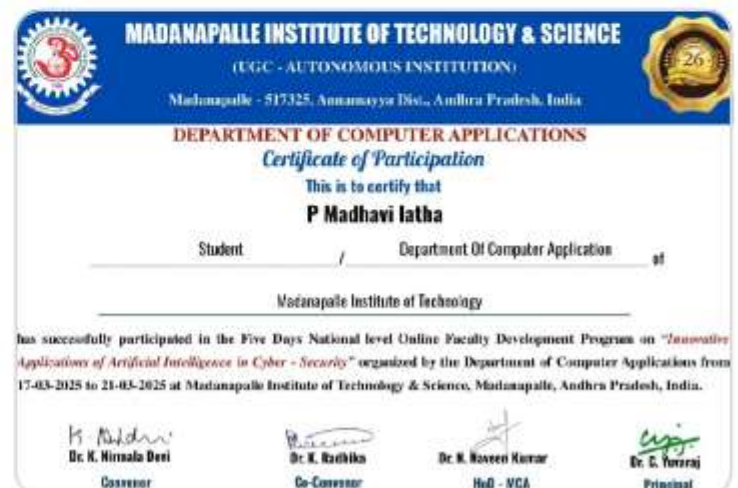 MADANAPALLE INSTITUTE OF TECHNOLOGY & SCIENCE
(UGC - AUTONOMOUS INSTITUTION)
Madanapalle - 517325, Annamayya Dist., Andhra Pradesh, India
26
DEPARTMENT OF COMPUTER APPLICATIONS
Certificate of Participation
This is to certify that
P Madhavi latha
Student / Department Of Computer Application of
Madanapalle Institute of Technology
has successfully participated in the Five Days National level Online Faculty Development Program on "Innovative
Applications of Artificial Intelligence in Cyber - Security" organized by the Department of Computer Applications from
17-03-2025 to 21-03-2025 at Madanapalle Institute of Technology & Science, Madanapalle, Andhra Pradesh, India.
Dr. K. Nirmala Devi Dr. K. Radhika Dr. N. Naveen Kumar Dr. C. Yuvaraj
Convenor Co-Convenor HoD - MCA Principal